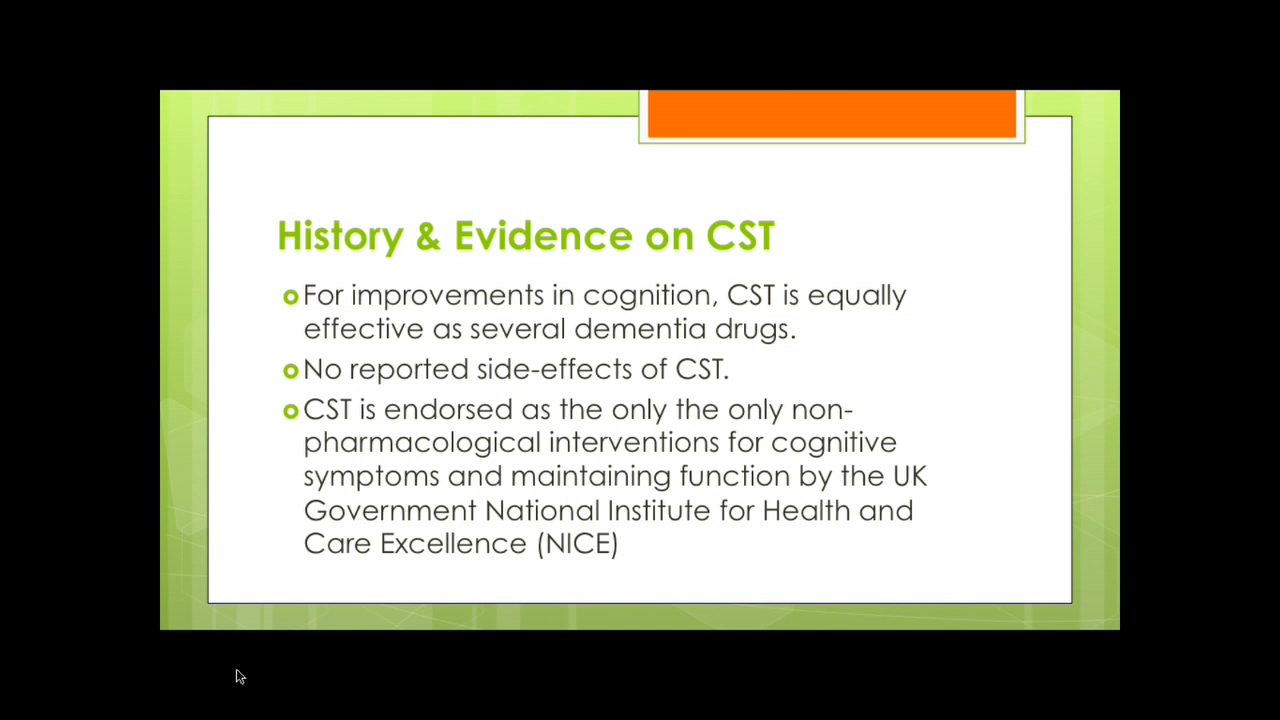 History & Evidence on CST
For improvements in cognition, CST is equally
effective as several dementia drugs.
No reported side-effects of CST.
CST is endorsed as the only the only non-
pharmacological interventions for cognitive
symptoms and maintaining function by the UK
Government National Institute for Health and
Care Excellence (NICE)